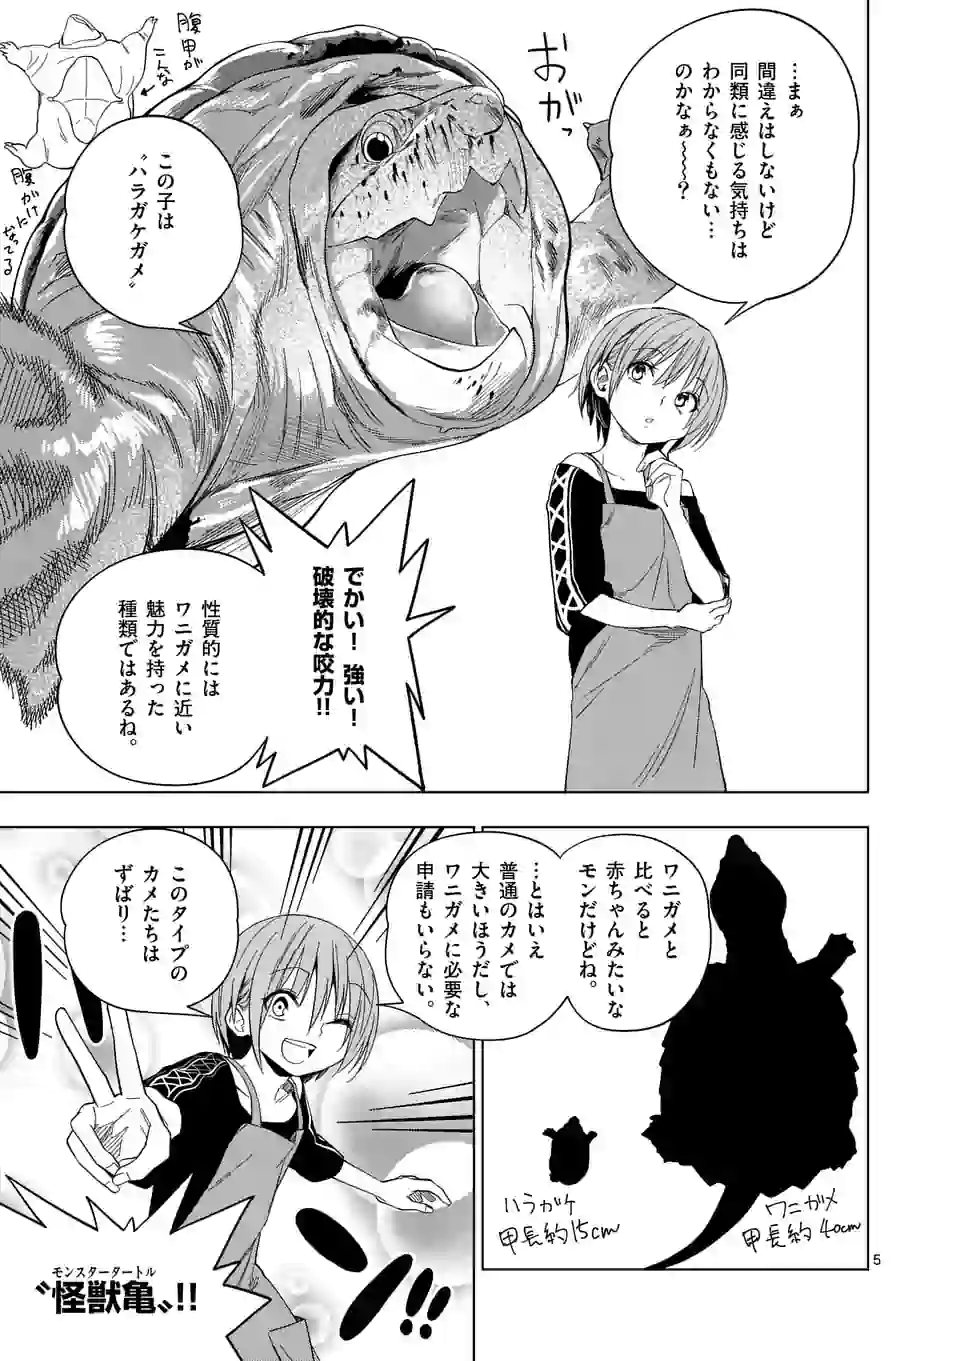 …まぁ
間違えはしないけど
同類に感じる気持ちは
わからなくもない…
のかなぁ〜〜〜？
おがっ
腹甲が
こんな
腹がけに
なってる
この子は
〝ハラガケガメ〟
でかい！ 強い！
破壊的な咬力!!
性質的には
ワニガメに近い
魅力を持った
種類ではあるね。
ワニガメと
比べると
赤ちゃんみたいな
モンだけどね。
ワニガメ
甲長約40cm
ハラガケ
甲長約15cm
…とはいえ
普通のカメでは
大きいほうだし、
ワニガメに必要な
申請もいらない。
このタイプの
カメたちは
ずばり…
モンスタータートル
〝怪獣亀〟!!
5